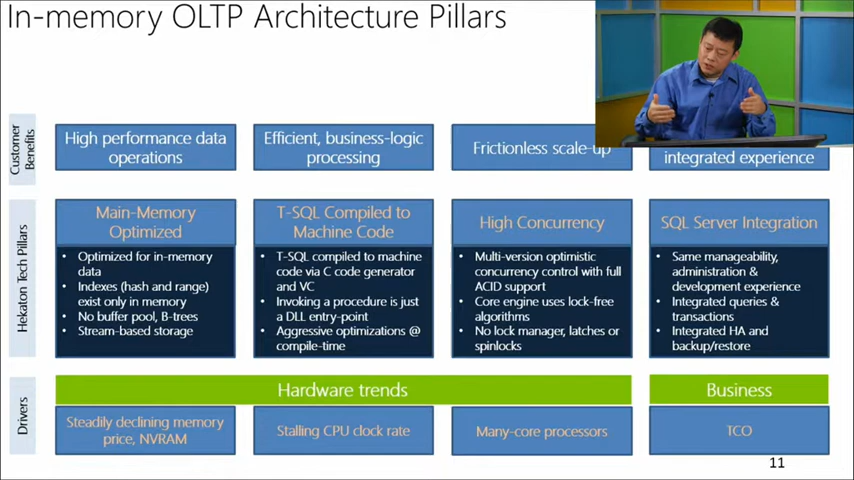 In-memory OLTP Architecture Pillars
Customer
Benefits
High performance data
operations
Efficient, business-logic
processing
Frictionless scale-up
integrated experience
Hekaton Tech Pillars
Main-Memory
Optimized
• Optimized for in-memory
data
• Indexes (hash and range)
exist only in memory
• No buffer pool, B-trees
• Stream-based storage
T-SQL Compiled to
Machine Code
• T-SQL compiled to machine
code via C code generator
and VC
• Invoking a procedure is just
a DLL entry-point
• Aggressive optimizations @
compile-time
High Concurrency
• Multi-version optimistic
concurrency control with full
ACID support
• Core engine uses lock-free
algorithms
• No lock manager, latches or
spinlocks
SQL Server Integration
• Same manageability,
administration &
development experience
• Integrated queries &
transactions
• Integrated HA and
backup/restore
Drivers
Hardware trends
Business
Steadily declining memory
price, NVRAM
Stalling CPU clock rate
Many-core processors
TCO
11